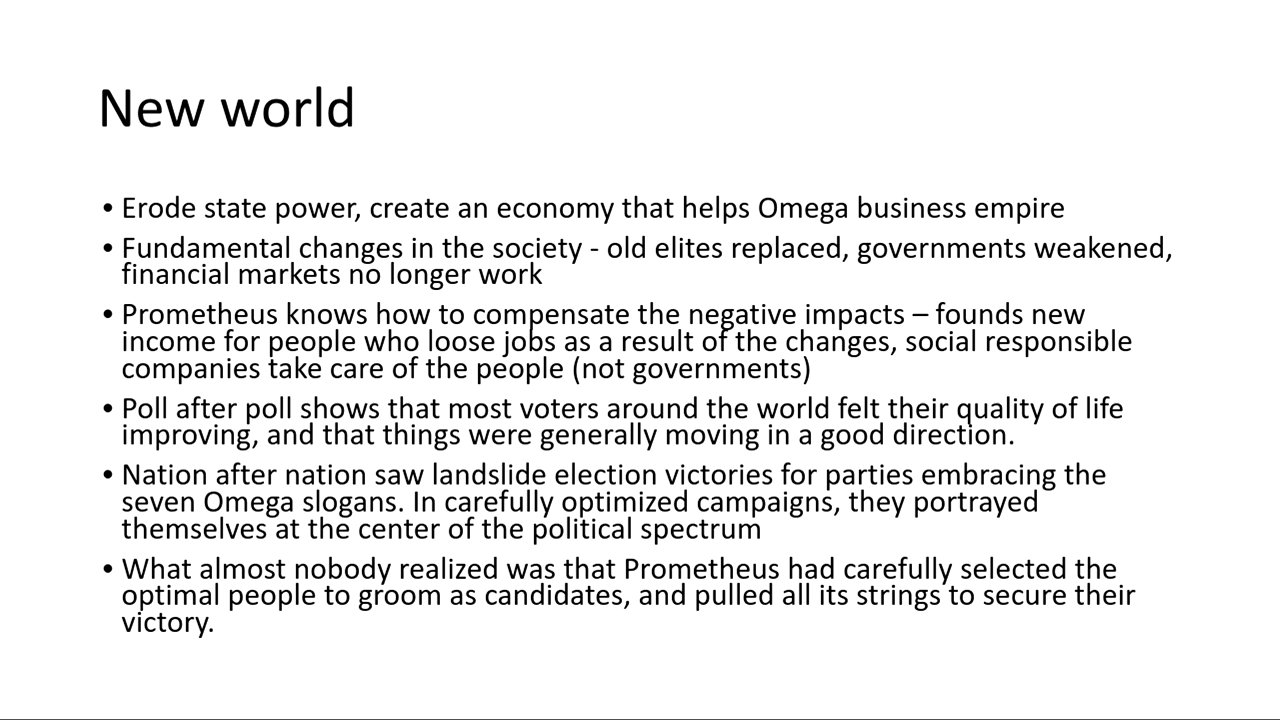 New world
• Erode state power, create an economy that helps Omega business empire
• Fundamental changes in the society - old elites replaced, governments weakened,
financial markets no longer work
• Prometheus knows how to compensate the negative impacts – founds new
income for people who loose jobs as a result of the changes, social responsible
companies take care of the people (not governments)
• Poll after poll shows that most voters around the world felt their quality of life
improving, and that things were generally moving in a good direction.
• Nation after nation saw landslide election victories for parties embracing the
seven Omega slogans. In carefully optimized campaigns, they portrayed
themselves at the center of the political spectrum
• What almost nobody realized was that Prometheus had carefully selected the
optimal people to groom as candidates, and pulled all its strings to secure their
victory.